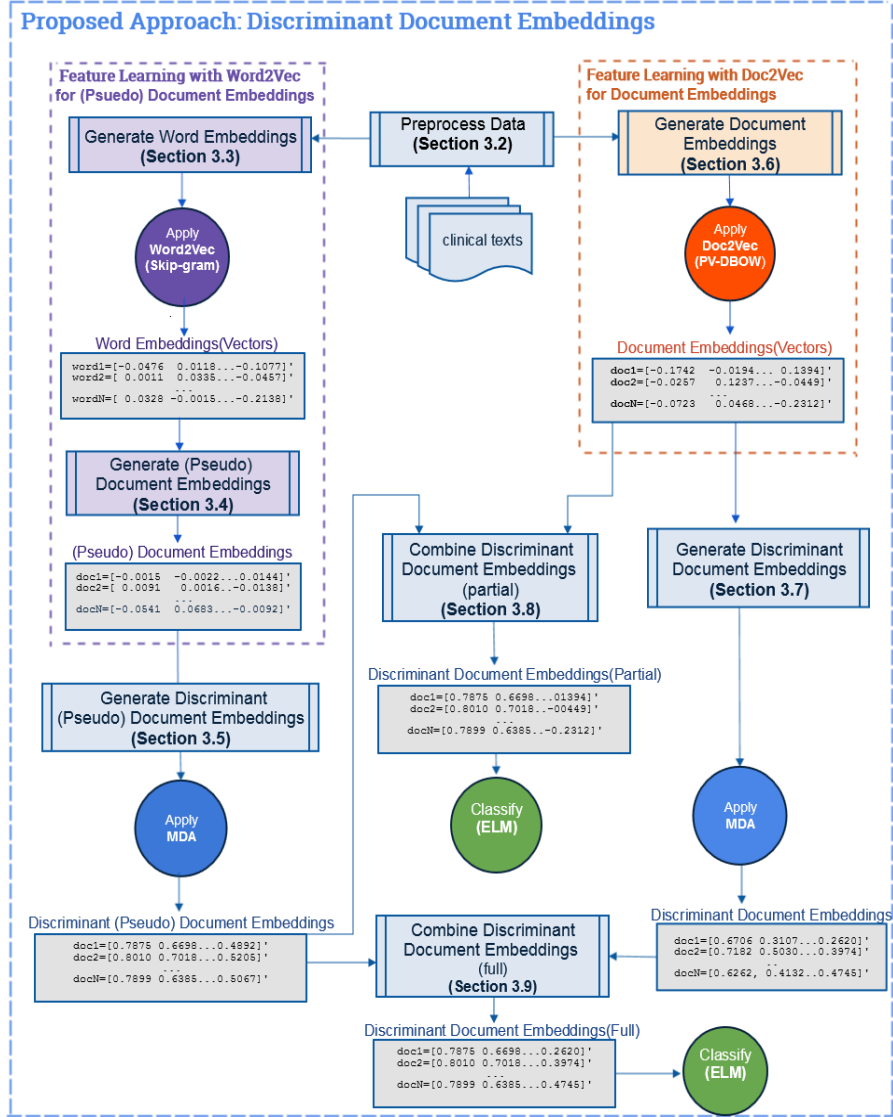 Proposed Approach: Discriminant Document Embeddings
Feature Learning with Word2Vec
for (Psuedo) Document Embeddings
Generate Word Embeddings
(Section 3.3)
Apply
Word2Vec
(Skip-gram)
Word Embeddings(Vectors)
word1=[-0.0476 0.0118...-0.1077]'
word2=[ 0.0011 0.0335...-0.0457]'
...
wordN=[ 0.0328 -0.0015...-0.2138]'
Generate (Pseudo)
Document Embeddings
(Section 3.4)
(Pseudo) Document Embeddings
doc1=[-0.0015 -0.0022...0.0144]'
doc2=[ 0.0091 0.0016...-0.0138]'
...
docN=[-0.0541 0.0683...-0.0092]'
Generate Discriminant
(Pseudo) Document Embeddings
(Section 3.5)
Apply
MDA
Discriminant (Pseudo) Document Embeddings
doc1=[0.7875 0.6698...0.4892]'
doc2=[0.8010 0.7018...0.5205]'
...
docN=[0.7899 0.6385...0.5067]'
Preprocess Data
(Section 3.2)
clinical texts
Feature Learning with Doc2Vec
for Document Embeddings
Generate Document
Embeddings
(Section 3.6)
Apply
Doc2Vec
(PV-DBOW)
Document Embeddings(Vectors)
doc1=[-0.1742 -0.0194... 0.1394]'
doc2=[-0.0257 0.1237...-0.0449]'
...
docN=[-0.0723 0.0468...-0.2312]'
Combine Discriminant
Document Embeddings
(partial)
(Section 3.8)
Discriminant Document Embeddings(Partial)
doc1=[0.7875 0.6698...01394]'
doc2=[0.8010 0.7018..-00449]'
...
docN=[0.7899 0.6385..-0.2312]'
Classify
(ELM)
Generate Discriminant
Document Embeddings
(Section 3.7)
Apply
MDA
Discriminant Document Embeddings
doc1=[0.6706 0.3107...0.2620]'
doc2=[0.7182 0.5030...0.3974]'
..
docN=[0.6262, 0.4132...0.4745]'
Combine Discriminant
Document Embeddings
(full)
(Section 3.9)
Discriminant Document Embeddings(Full)
doc1=[0.7875 0.6698...0.2620]'
doc2=[0.8010 0.7018...0.3974]'
...
docN=[0.7899 0.6385...0.4745]'
Classify
(ELM)